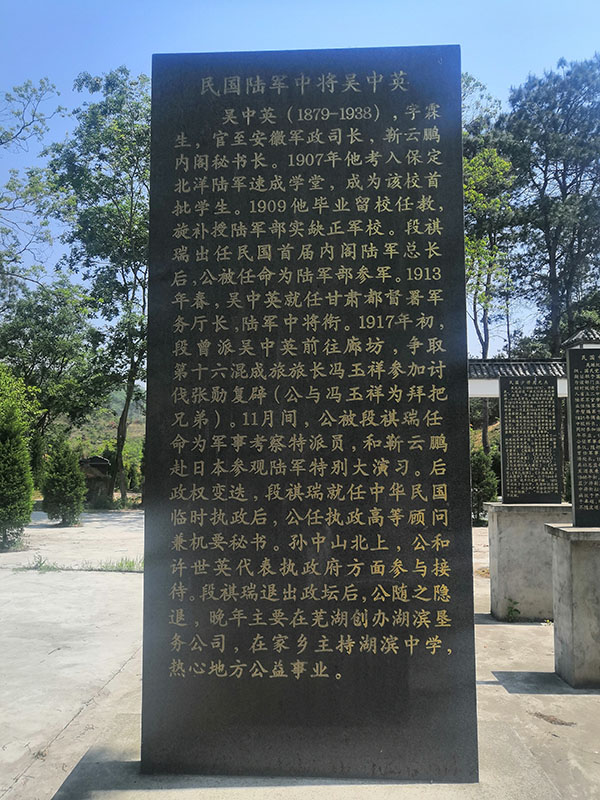 民国陆军中将吴中英
吴中英（1879-1938），字霖
生，官至安徽军政司长，靳云鹏
内阁秘书长。1907年他考入保定
北洋陆军速成学堂，成为该校首
批学生。1909他毕业留校任教，
旋补授陆军部实缺正军校。段祺
瑞出任民国首届内阁陆军总长
后，公被任命为陆军部参军。1913
年春，吴中英就任甘肃都督署军
务厅长，陆军中将衔。1917年初，
段曾派吴中英前往廊坊，争取
第十六混成旅旅长冯玉祥参加讨
伐张勋复辟（公与冯玉祥为拜把
兄弟）。11月间，公被段祺瑞任
命为军事考察特派员，和靳云鹏
赴日本参观陆军特别大演习。后
政权变迭，段祺瑞就任中华民国
临时执政后，公任执政高等顾问
兼机要秘书。孙中山北上，公和
许世英代表执政府方面参与接
待。段祺瑞退出政坛后，公随之隐
退，晚年主要在芜湖创办湖滨垦
务公司，在家乡主持湖滨中学，
热心地方公益事业。